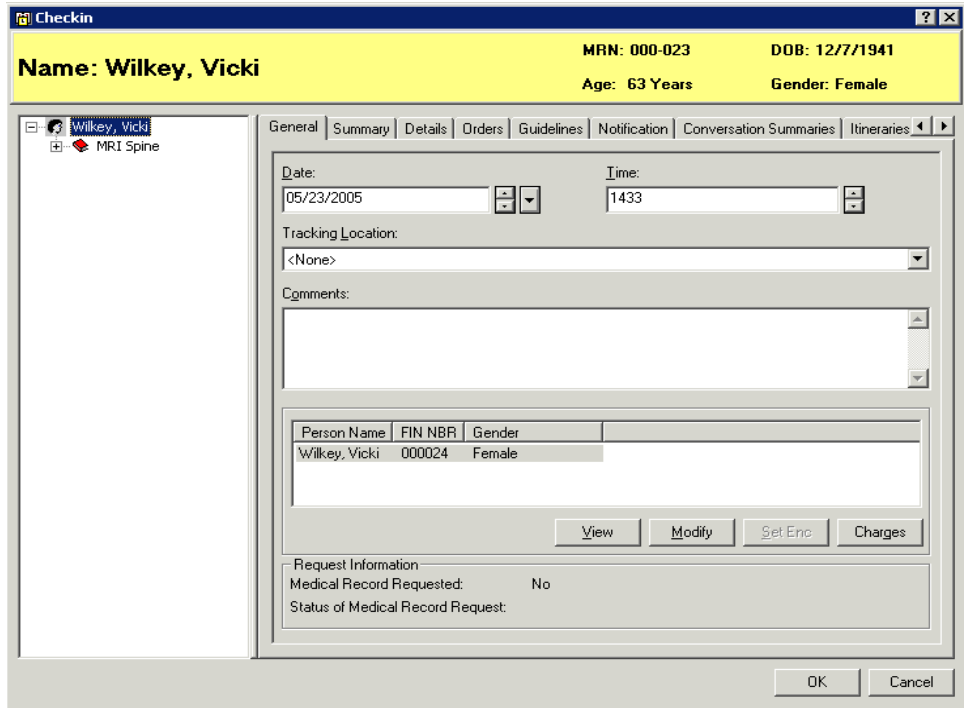 Checkin
Name: Wilkey, Vicki
MRN: 000-023 DOB: 12/7/1941
Age: 63 Years Gender: Female
Wilkey, Vicki
MRI Spine
General Summary Details Orders Guidelines Notification Conversation Summaries Itineraries
Date: Time:
05/23/2005 1433
Tracking Location:
<None>
Comments:
Person Name FIN NBR Gender
Wilkey, Vicki 000024 Female
View Modify Set Enc Charges
Request Information
Medical Record Requested: No
Status of Medical Record Request:
OK Cancel